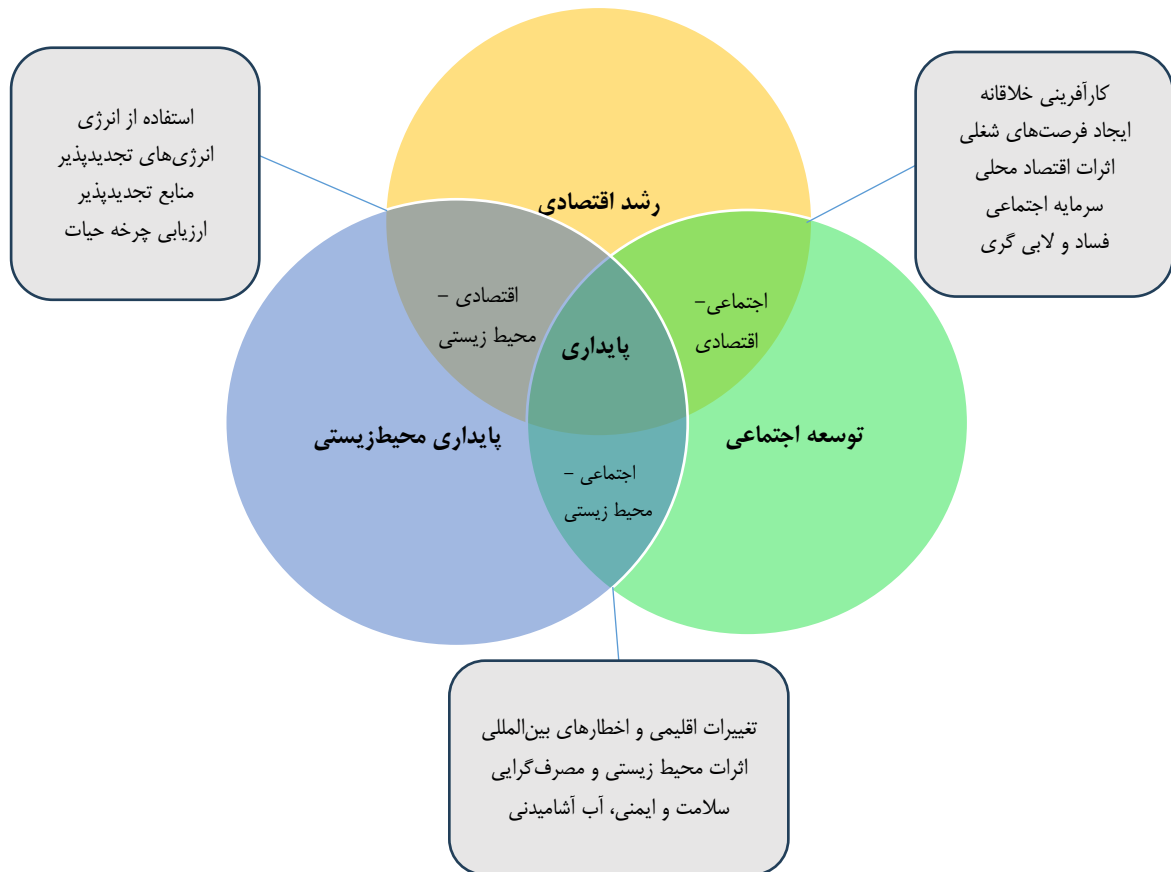 کارآفرینی خلاقانه
ایجاد فرصت‌های شغلی
اثرات اقتصاد محلی
سرمایه اجتماعی
فساد و لابی گری
استفاده از انرژی
انرژی‌های تجدیدپذیر
منابع تجدیدپذیر
ارزیابی چرخه حیات
رشد اقتصادی
اجتماعی–
اقتصادی
اقتصادی –
محیط زیستی
پایداری
توسعه اجتماعی
پایداری محیط‌زیستی
اجتماعی –
محیط زیستی
تغییرات اقلیمی و اخطارهای بین‌المللی
اثرات محیط زیستی و مصرف‌گرایی
سلامت و ایمنی، آب آشامیدنی